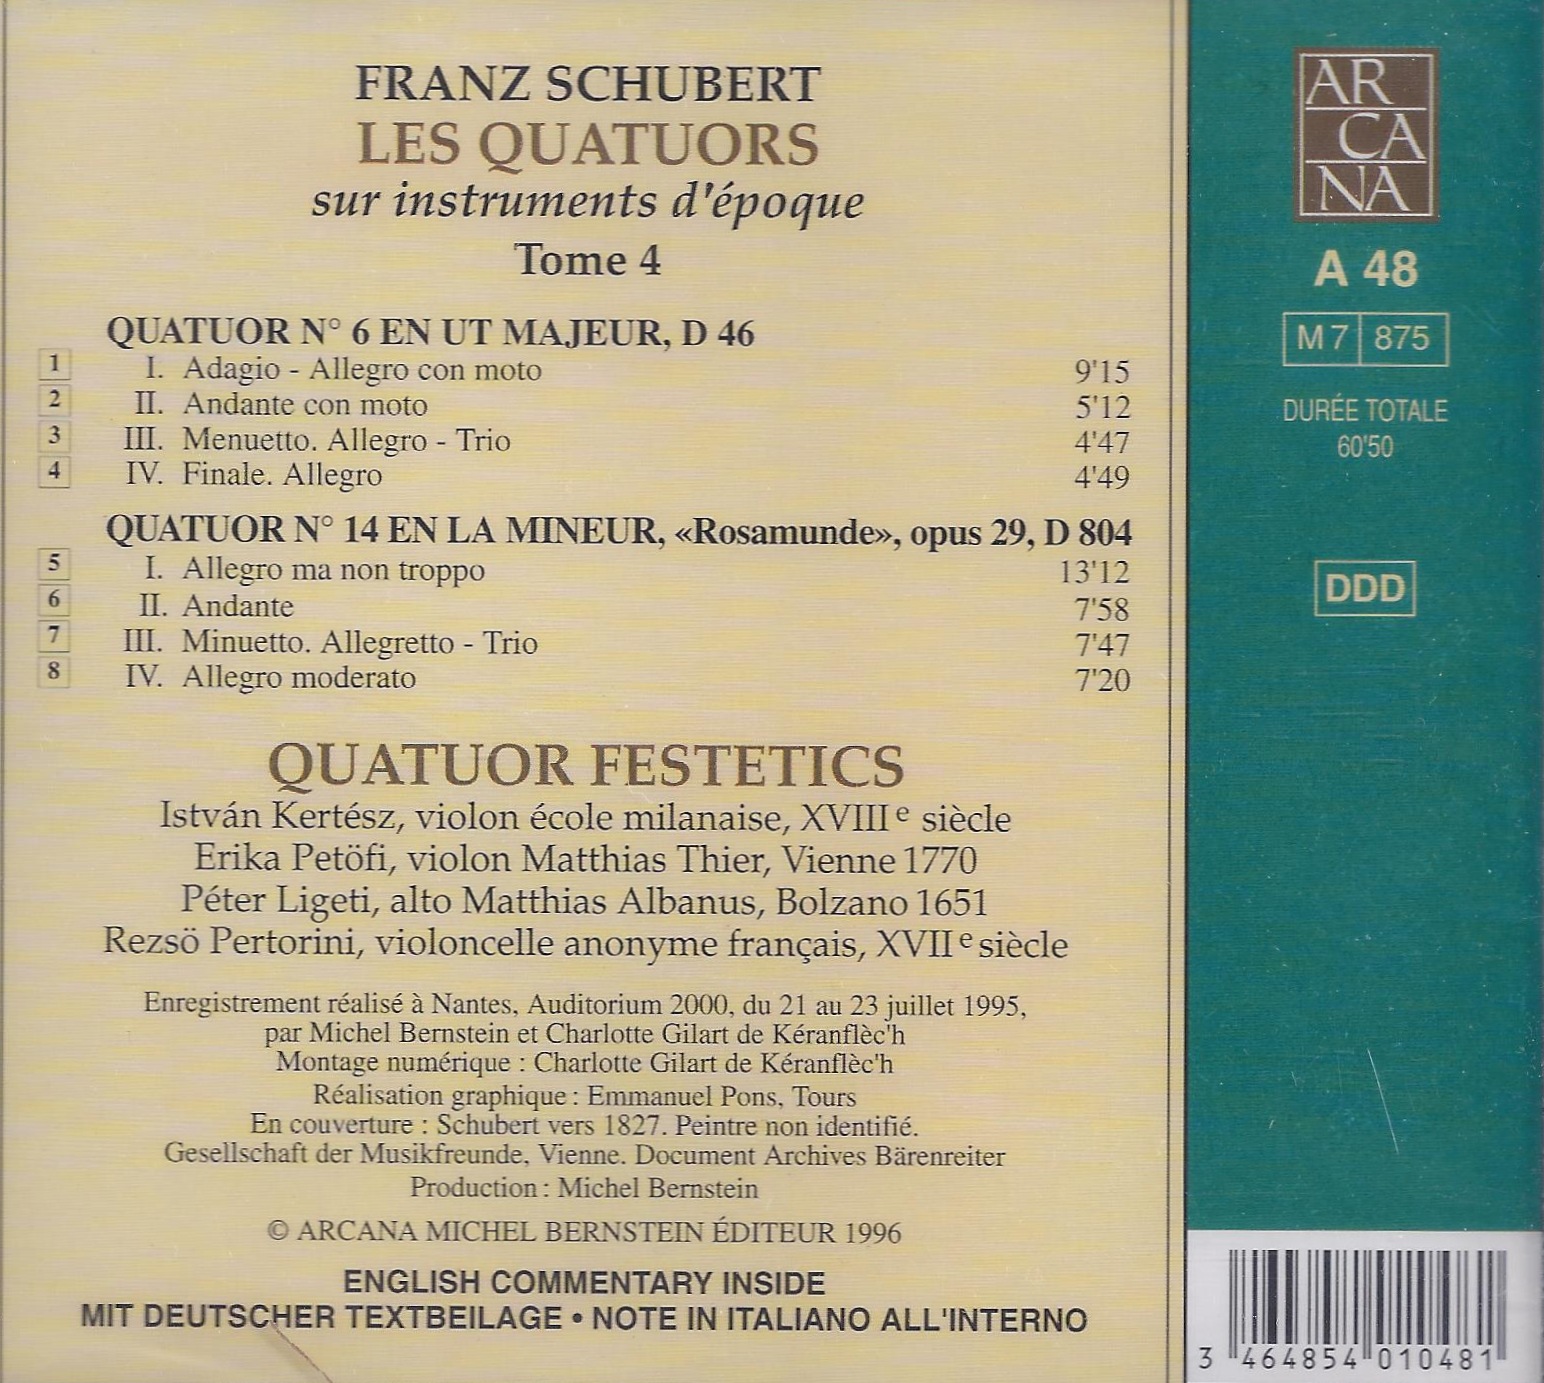 FRANZ SCHUBERT
LES QUATUORS
sur instruments d'époque
Tome 4
QUATUOR N° 6 EN UT MAJEUR, D 46
1 I. Adagio - Allegro con moto 9'15
2 II. Andante con moto 5'12
3 III. Menuetto. Allegro - Trio 4'47
4 IV. Finale. Allegro 4'49
QUATUOR N° 14 EN LA MINEUR, «Rosamunde», opus 29, D 804
5 I. Allegro ma non troppo 13'12
6 II. Andante 7'58
7 III. Minuetto. Allegretto - Trio 7'47
8 IV. Allegro moderato 7'20
QUATUOR FESTETICS
István Kertész, violon école milanaise, XVIIIe siècle
Erika Petöfi, violon Matthias Thier, Vienne 1770
Péter Ligeti, alto Matthias Albanus, Bolzano 1651
Rezsö Pertorini, violoncelle anonyme français, XVIIe siècle
Enregistrement réalisé à Nantes, Auditorium 2000, du 21 au 23 juillet 1995,
par Michel Bernstein et Charlotte Gilart de Kéranflèc'h
Montage numérique : Charlotte Gilart de Kéranflèc'h
Réalisation graphique : Emmanuel Pons, Tours
En couverture : Schubert vers 1827. Peintre non identifié.
Gesellschaft der Musikfreunde, Vienne. Document Archives Bärenreiter
Production : Michel Bernstein
© ARCANA MICHEL BERNSTEIN ÉDITEUR 1996
ENGLISH COMMENTARY INSIDE
MIT DEUTSCHER TEXTBEILAGE • NOTE IN ITALIANO ALL'INTERNO
AR
CA
NA
A 48
M 7 875
DURÉE TOTALE
60'50
DDD
3 464854 010481